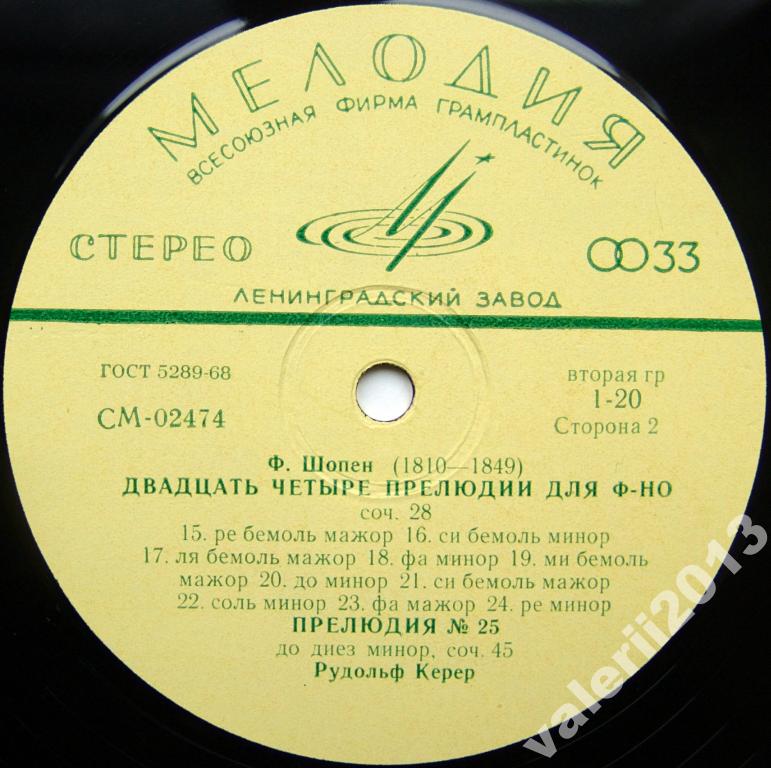 МЕЛОДИЯ
ВСЕСОЮЗНАЯ ФИРМА ГРАМПЛАСТИНОК
СТЕРЕО
33
ЛЕНИНГРАДСКИЙ ЗАВОД
ГОСТ 5289-68
вторая гр
СМ-02474
1-20
Сторона 2
Ф. Шопен (1810—1849)
ДВАДЦАТЬ ЧЕТЫРЕ ПРЕЛЮДИИ ДЛЯ Ф-НО
соч. 28
15. ре бемоль мажор 16. си бемоль минор
17. ля бемоль мажор 18. фа минор 19. ми бемоль
мажор 20. до минор 21. си бемоль мажор
22. соль минор 23. фа мажор 24. ре минор
ПРЕЛЮДИЯ № 25
до диез минор, соч. 45
Рудольф Керер
valerii2013